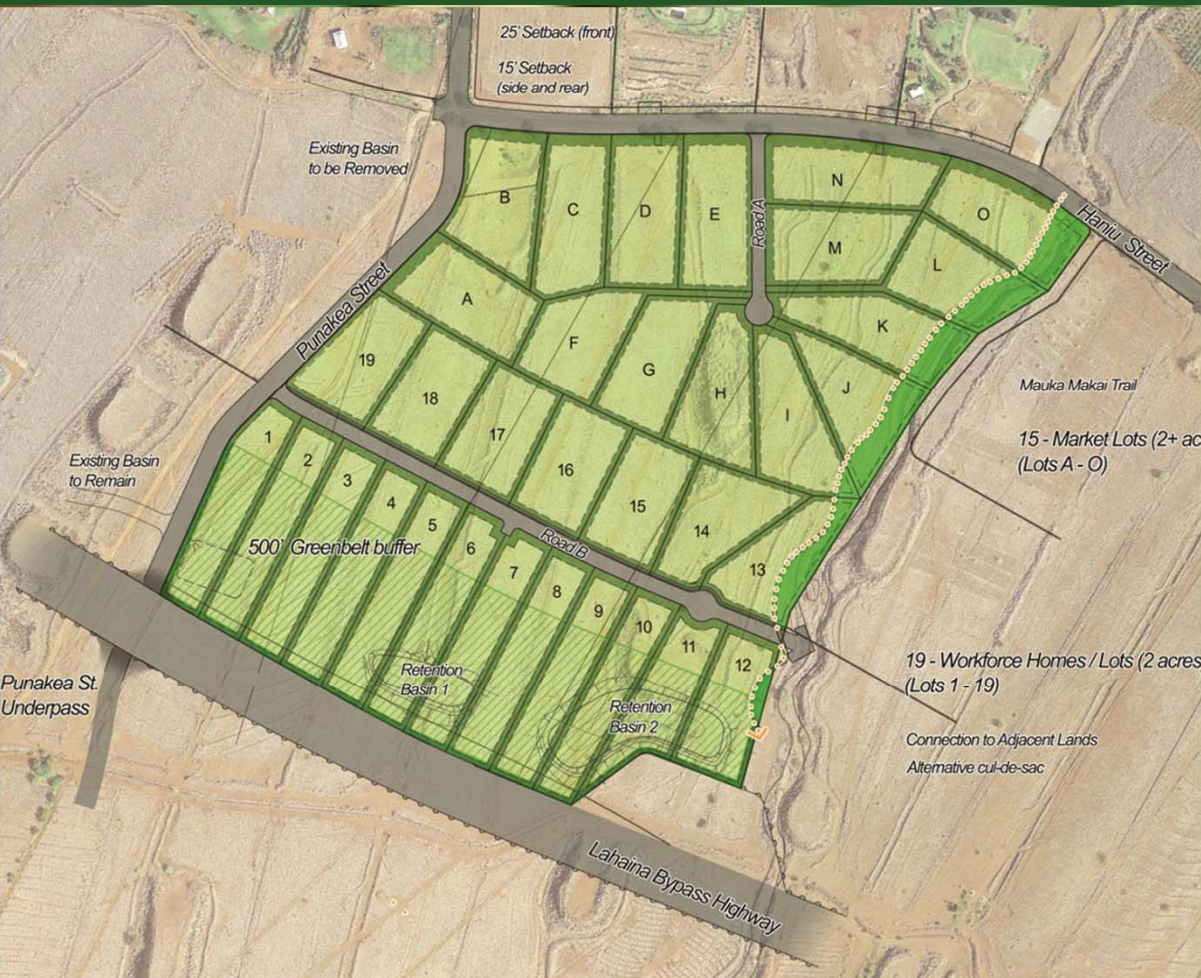 25' Setback (front)
15' Setback
(side and rear)
Existing Basin
to be Removed
B
C
D
E
Road A
N
M
O
L
Haniu Street
Punakea Street
A
F
G
H
I
J
K
19
18
17
16
15
14
13
Mauka Makai Trail
15 - Market Lots (2+ ac
(Lots A - O)
Existing Basin
to Remain
1
2
3
4
5
6
7
8
9
10
11
12
Road B
500' Greenbelt buffer
Retention
Basin 1
Retention
Basin 2
19 - Workforce Homes / Lots (2 acres
(Lots 1 - 19)
Connection to Adjacent Lands
Alternative cul-de-sac
Punakea St.
Underpass
Lahaina Bypass Highway